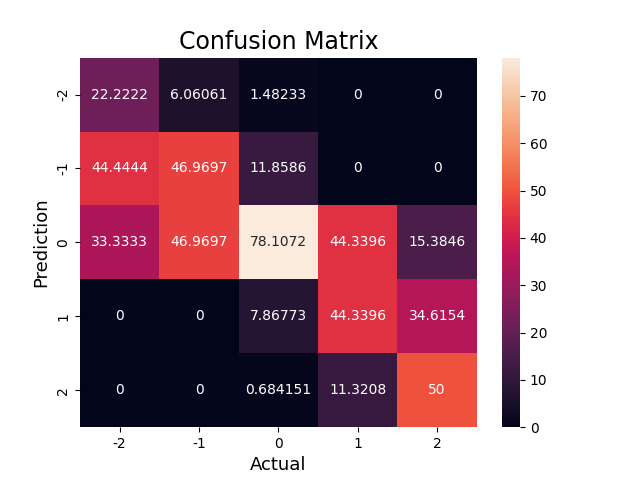 Confusion Matrix
-2 22.2222 6.06061 1.48233 0 0
-1 44.4444 46.9697 11.8586 0 0
0 33.3333 46.9697 78.1072 44.3396 15.3846
1 0 0 7.86773 44.3396 34.6154
2 0 0 0.684151 11.3208 50
-2 -1 0 1 2
Prediction
Actual
70
60
50
40
30
20
10
0